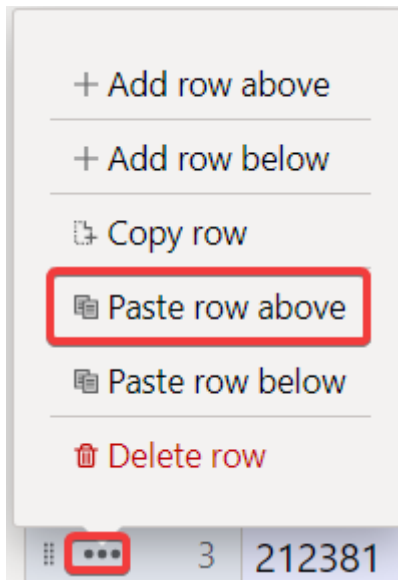 Add row above
Add row below
Copy row
Paste row above
Paste row below
Delete row
3 212381